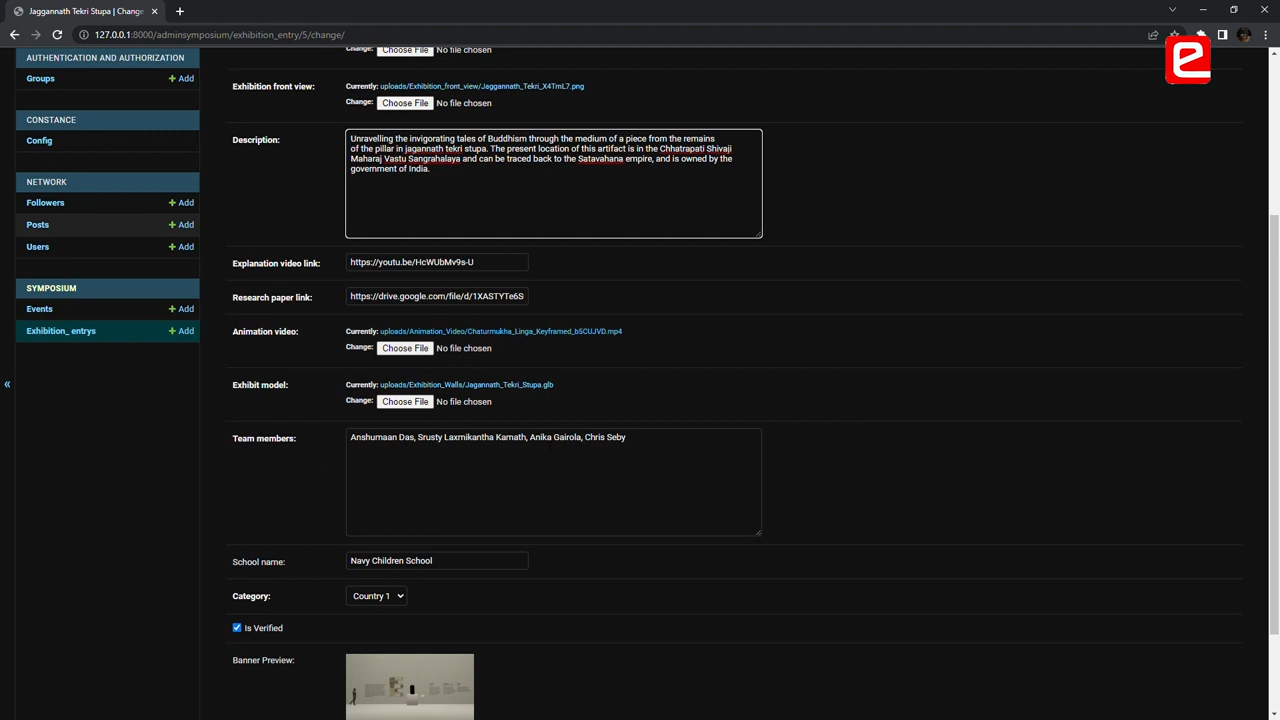 Jaggannath Tekri Stupa | Change
127.0.0.1:8000/adminsymposium/exhibition_entry/5/change/
AUTHENTICATION AND AUTHORIZATION
Groups
Add
CONSTANCE
Config
NETWORK
Followers
Add
Posts
Add
Users
Add
SYMPOSIUM
Events
Add
Exhibition_ entrys
Add
Change: Choose File No file chosen
Exhibition front view: Currently: uploads/Exhibition_front_view/Jaggannath_Tekri_X4TmL7.png
Change: Choose File No file chosen
Description: Unravelling the invigorating tales of Buddhism through the medium of a piece from the remains
of the pillar in jagannath tekri stupa. The present location of this artifact is in the Chhatrapati Shivaji
Maharaj Vastu Sangrahalaya and can be traced back to the Satavahana empire, and is owned by the
government of India.
Explanation video link: https://youtu.be/HcWUbMv9s-U
Research paper link: https://drive.google.com/file/d/1XASTYTe6S
Animation video: Currently: uploads/Animation_Video/Chaturmukha_Linga_Keyframed_b5CUJVD.mp4
Change: Choose File No file chosen
Exhibit model: Currently: uploads/Exhibition_Walls/Jagannath_Tekri_Stupa.glb
Change: Choose File No file chosen
Team members: Anshumaan Das, Srusty Laxmikantha Kamath, Anika Gairola, Chris Seby
School name: Navy Children School
Category: Country 1
Is Verified
Banner Preview: